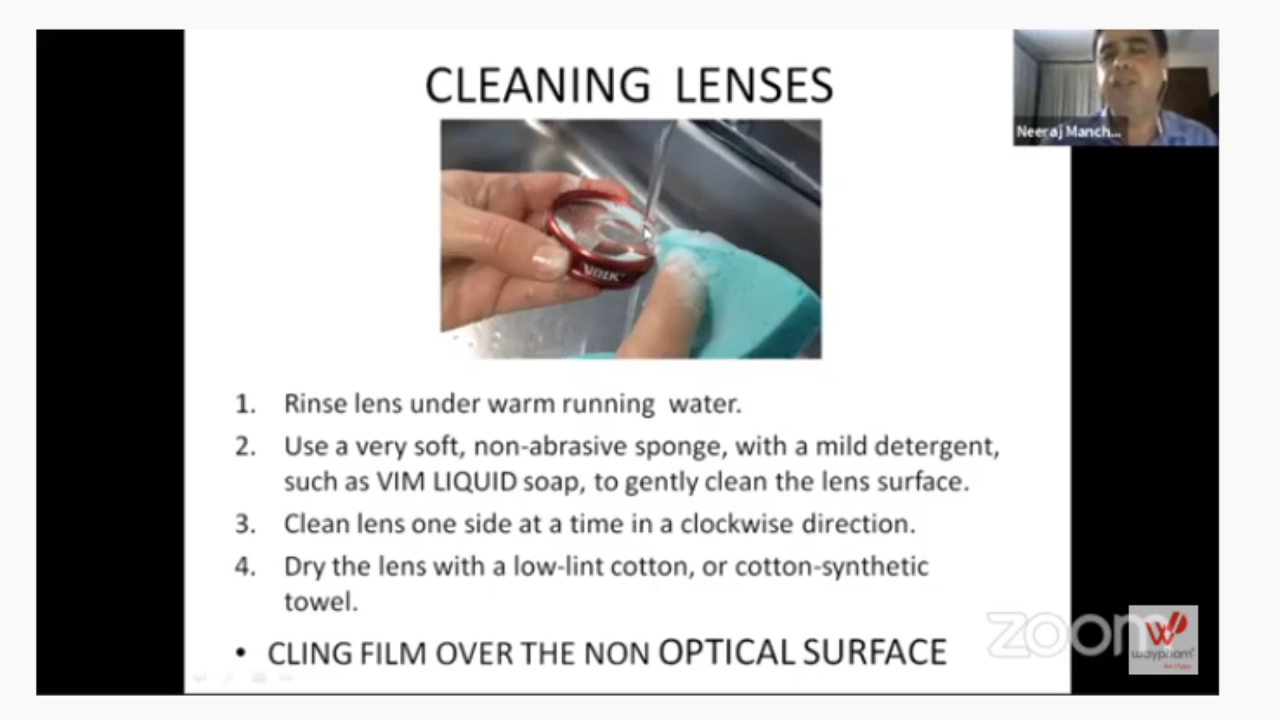 CLEANING LENSES
Neeraj Manch...
VOLK
1. Rinse lens under warm running water.
2. Use a very soft, non-abrasive sponge, with a mild detergent,
such as VIM LIQUID soap, to gently clean the lens surface.
3. Clean lens one side at a time in a clockwise direction.
4. Dry the lens with a low-lint cotton, or cotton-synthetic
towel.
• CLING FILM OVER THE NON OPTICAL SURFACE
zoom